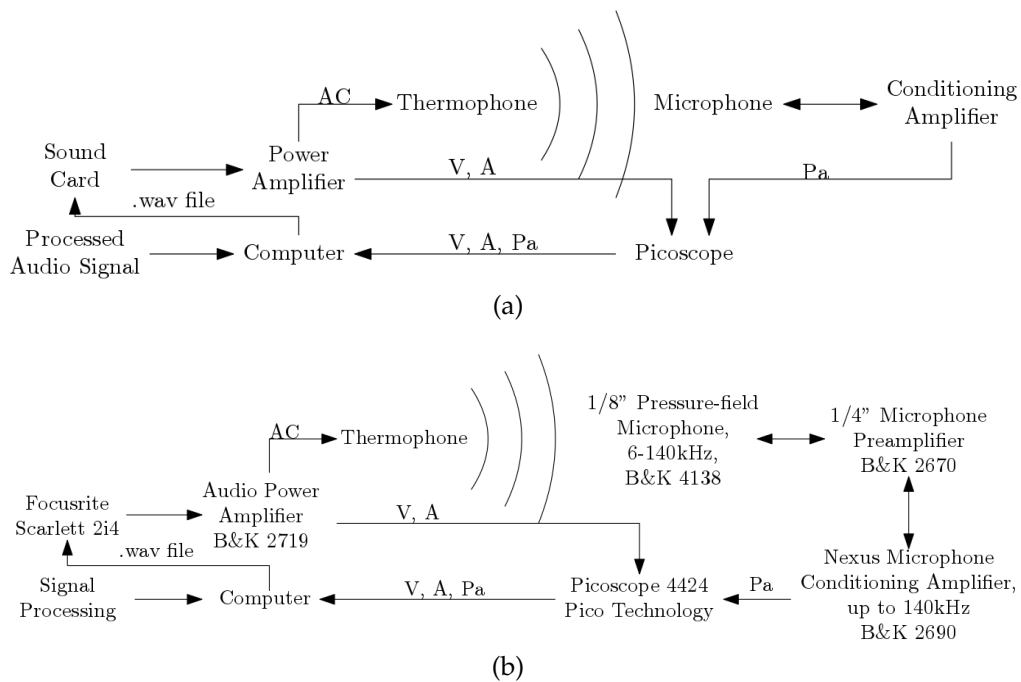 AC
Thermophone
Microphone
Conditioning
Amplifier
Sound
Card
Power
Amplifier
V, A
Pa
.wav file
Processed
Audio Signal
Computer
V, A, Pa
Picoscope
(a)
1/8” Pressure-field
Microphone,
6-140kHz,
B&K 4138
1/4” Microphone
Preamplifier
B&K 2670
AC
Thermophone
Focusrite
Scarlett 2i4
Audio Power
Amplifier
B&K 2719
V, A
.wav file
Signal
Processing
Computer
V, A, Pa
Picoscope 4424
Pico Technology
Pa
Nexus Microphone
Conditioning Amplifier,
up to 140kHz
B&K 2690
(b)